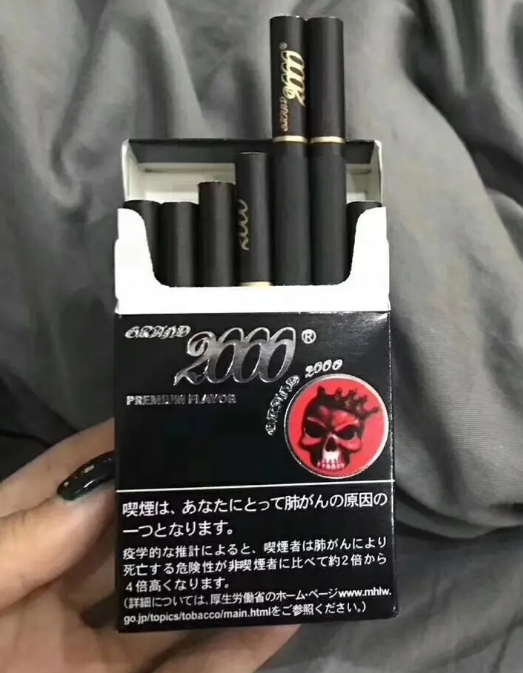 2000
2000
GRAND 2000®
PREMIUM FLAVOR
GRAND 2000
喫煙は、あなたにとって肺がんの原因の
一つとなります。
疫学的な推計によると、喫煙者は肺がんにより
死亡する危険性が非喫煙者に比べて約2倍から
4倍高くなります。
(詳細については、厚生労働省のホーム・ページwww.mhlw.
go.jp/topics/tobacco/main.htmlをご参照ください。)